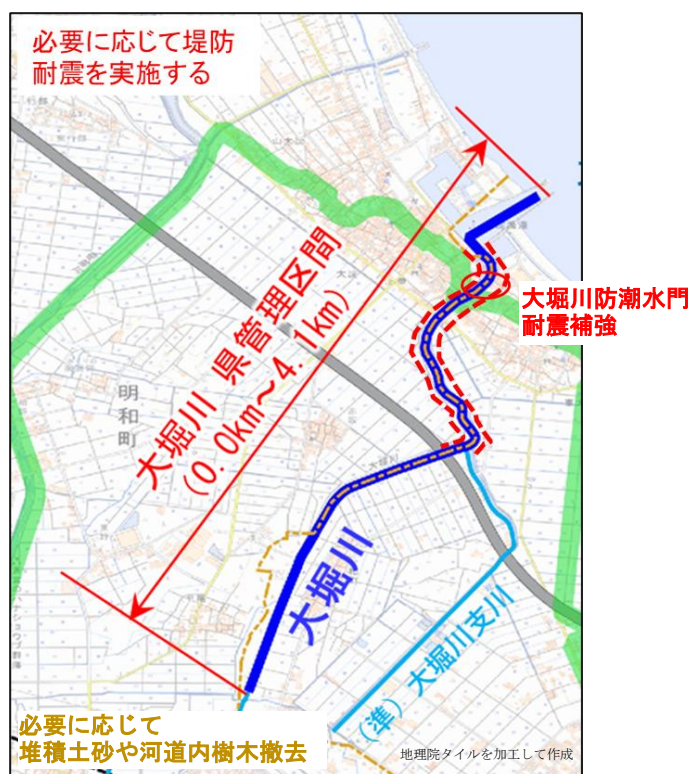 必要に応じて堤防
耐震を実施する
大堀川 県管理区間
(0.0km~4.1km)
大堀川防潮水門
耐震補強
明和町
大堀川
(準)大堀川支川
必要に応じて
堆積土砂や河道内樹木撤去
地理院タイルを加工して作成